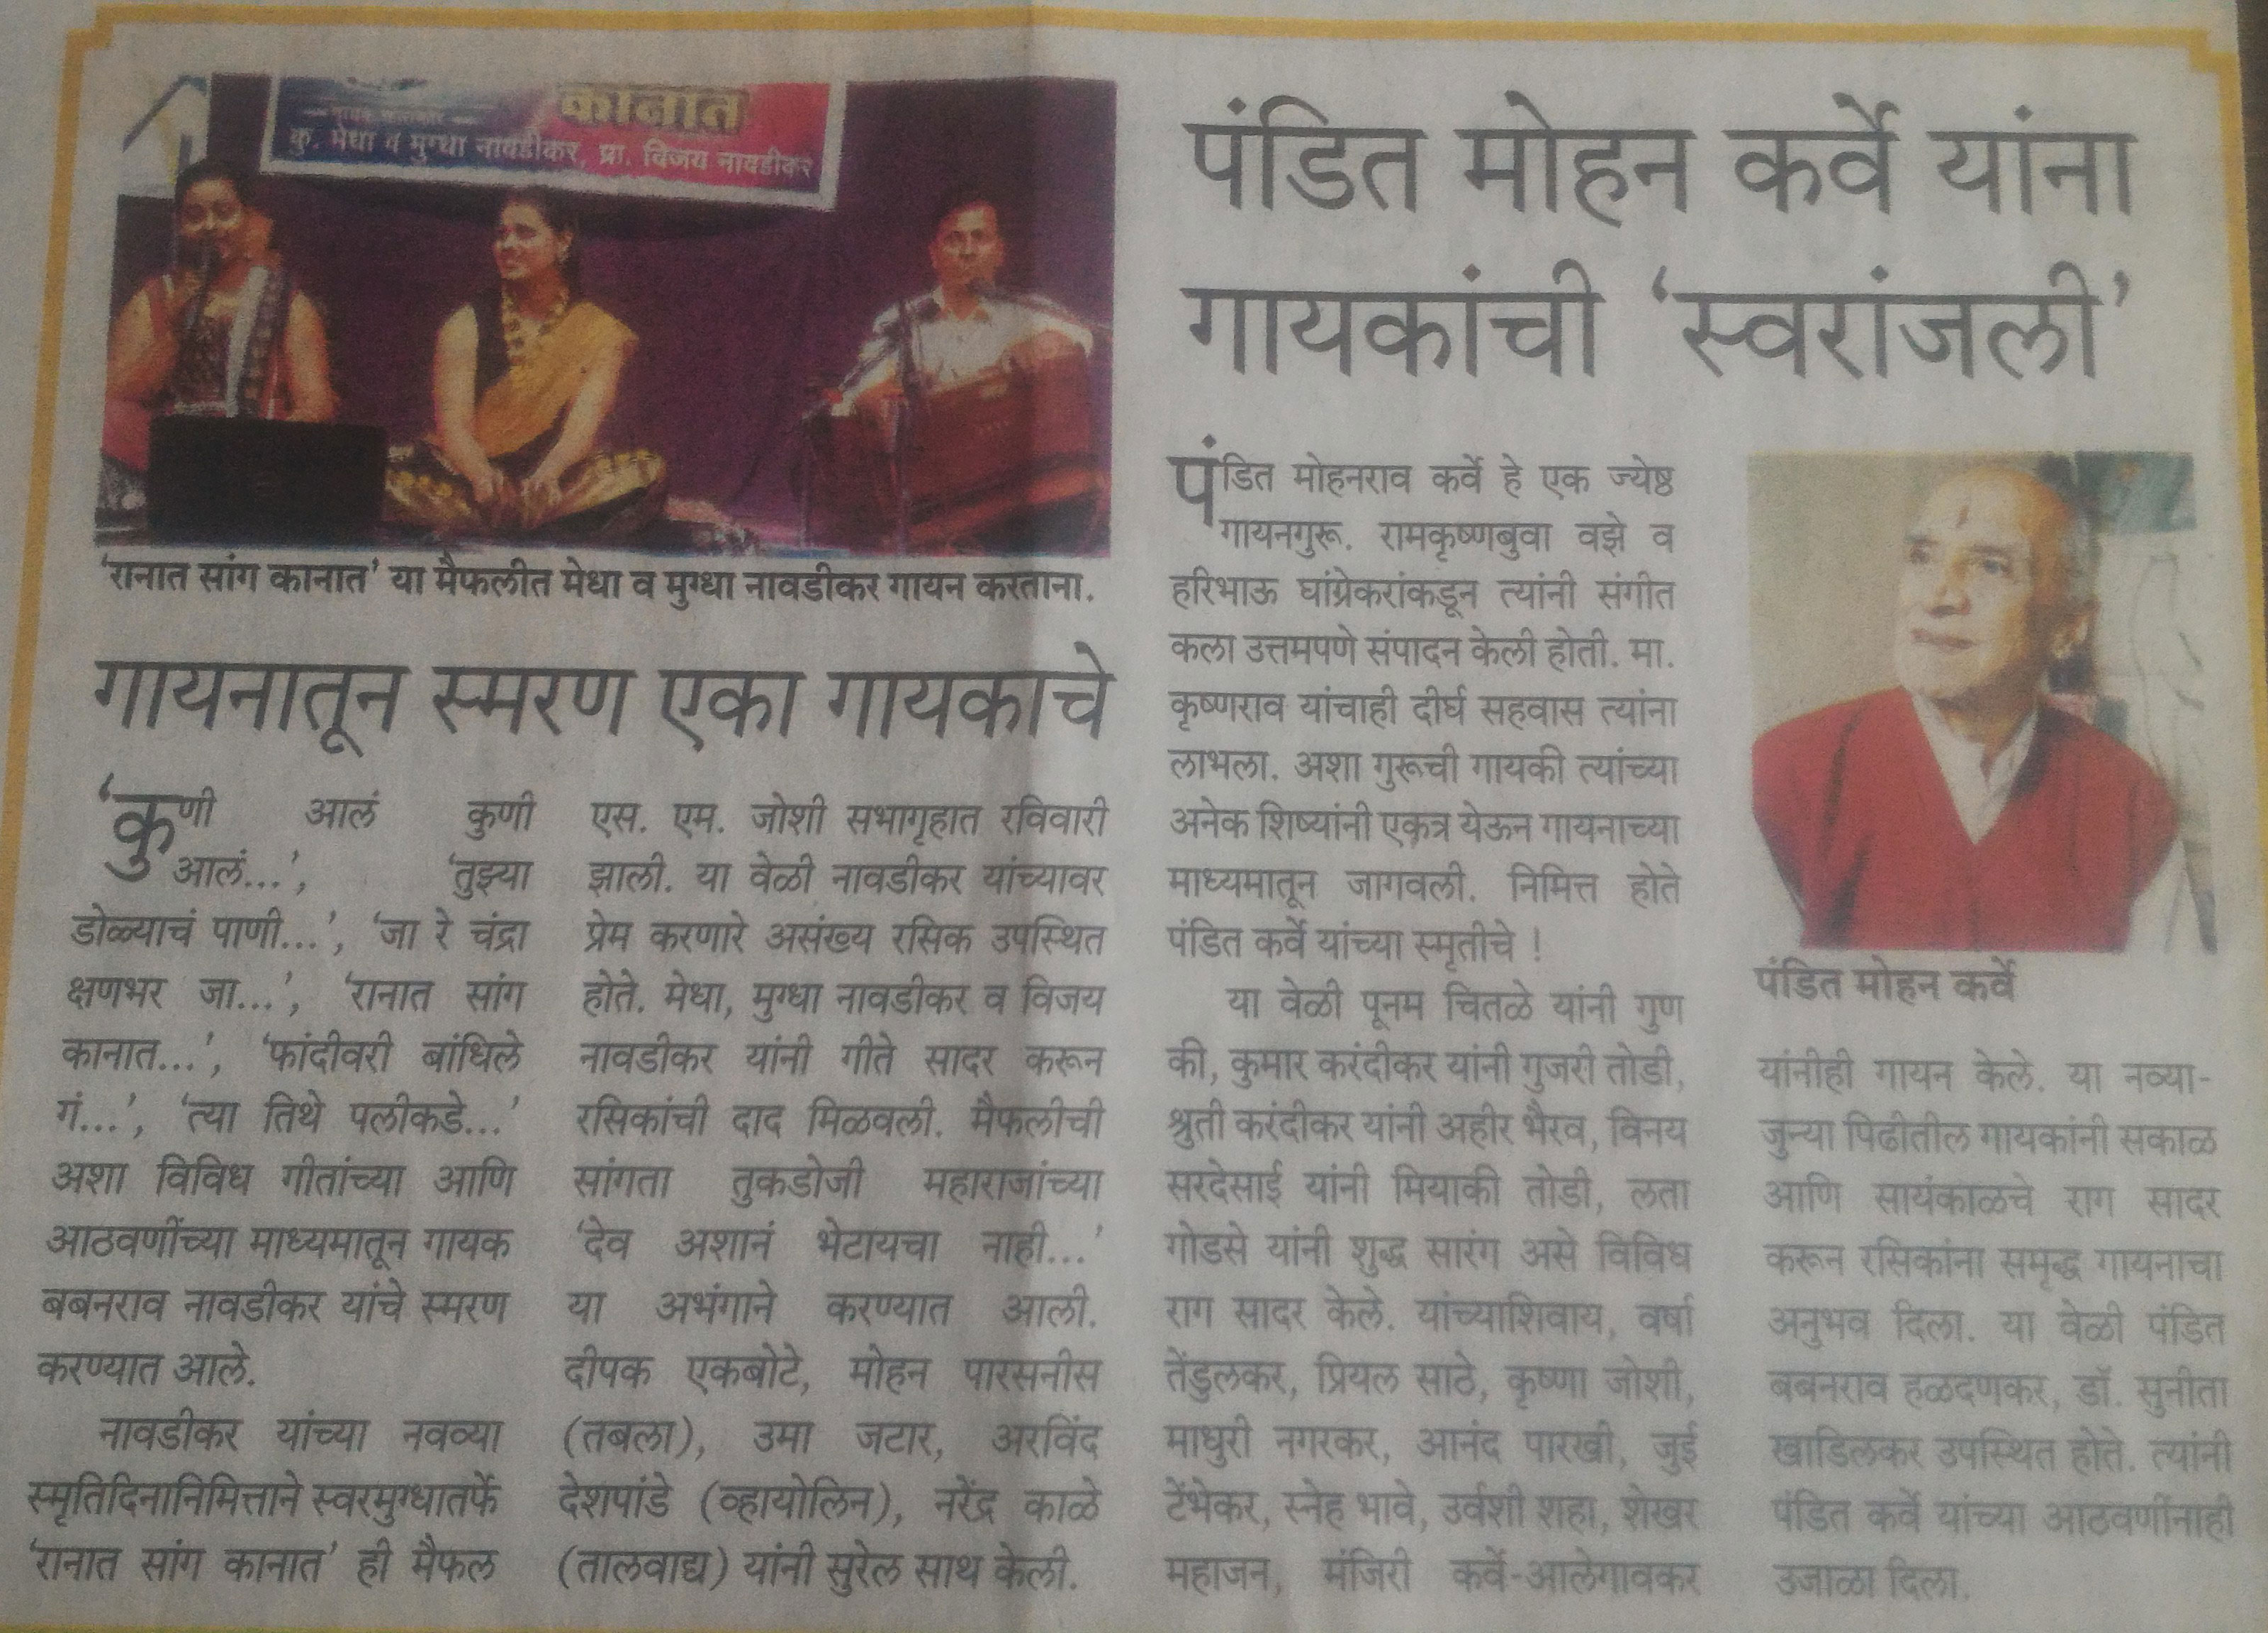 कानात
कु. मेधा व मुग्धा नावडीकर, प्रा. विजय नावडीकर
'रानात सांग कानात' या मैफलीत मेधा व मुग्धा नावडीकर गायन करताना.
गायनातून स्मरण एका गायकाचे
'कुणी आलं कुणी
आलं...', 'तुझ्या
डोळ्याचं पाणी...', 'जा रे चंद्रा
क्षणभर जा...', 'रानात सांग
कानात...', 'फांदीवरी बांधिले
गं...', 'त्या तिथे पलीकडे...'
अशा विविध गीतांच्या आणि
आठवणींच्या माध्यमातून गायक
बबनराव नावडीकर यांचे स्मरण
करण्यात आले.
नावडीकर यांच्या नवव्या
स्मृतिदिनानिमित्ताने स्वरमुग्धातर्फे
'रानात सांग कानात' ही मैफल
एस. एम. जोशी सभागृहात रविवारी
झाली. या वेळी नावडीकर यांच्यावर
प्रेम करणारे असंख्य रसिक उपस्थित
होते. मेधा, मुग्धा नावडीकर व विजय
नावडीकर यांनी गीते सादर करून
रसिकांची दाद मिळवली. मैफलीची
सांगता तुकडोजी महाराजांच्या
'देव अशानं भेटायचा नाही...'
या अभंगाने करण्यात आली.
दीपक एकबोटे, मोहन पारसनीस
(तबला), उमा जटार, अरविंद
देशपांडे (व्हायोलिन), नरेंद्र काळे
(तालवाद्य) यांनी सुरेल साथ केली.
पंडित मोहन कर्वे यांना
गायकांची 'स्वरांजली'
पंडित मोहनराव कर्वे हे एक ज्येष्ठ
गायनगुरू. रामकृष्णबुवा वझे व
हरिभाऊ घांग्रेकरांकडून त्यांनी संगीत
कला उत्तमपणे संपादन केली होती. मा.
कृष्णराव यांचाही दीर्घ सहवास त्यांना
लाभला. अशा गुरूची गायकी त्यांच्या
अनेक शिष्यांनी एकत्र येऊन गायनाच्या
माध्यमातून जागवली. निमित्त होते
पंडित कर्वे यांच्या स्मृतीचे !
या वेळी पूनम चितळे यांनी गुण
की, कुमार करंदीकर यांनी गुजरी तोडी,
श्रुती करंदीकर यांनी अहीर भैरव, विनय
सरदेसाई यांनी मियाकी तोडी, लता
गोडसे यांनी शुद्ध सारंग असे विविध
राग सादर केले. यांच्याशिवाय, वर्षा
तेंडुलकर, प्रियल साठे, कृष्णा जोशी,
माधुरी नगरकर, आनंद पारखी, जुई
टेंभेकर, स्नेह भावे, उर्वशी शहा, शेखर
महाजन, मंजिरी कर्वे-आलेगावकर
पंडित मोहन कर्वे
यांनीही गायन केले. या नव्या-
जुन्या पिढीतील गायकांनी सकाळ
आणि सायंकाळचे राग सादर
करून रसिकांना समृद्ध गायनाचा
अनुभव दिला. या वेळी पंडित
बबनराव हळदणकर, डॉ. सुनीता
खाडिलकर उपस्थित होते. त्यांनी
पंडित कर्वे यांच्या आठवणींनाही
उजाळा दिला.